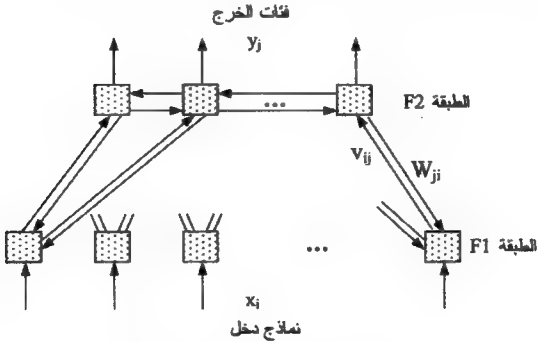 فئات الخرج
yj
الطبقة F2
...
vij
Wji
...
الطبقة F1
xi
نماذج دخل